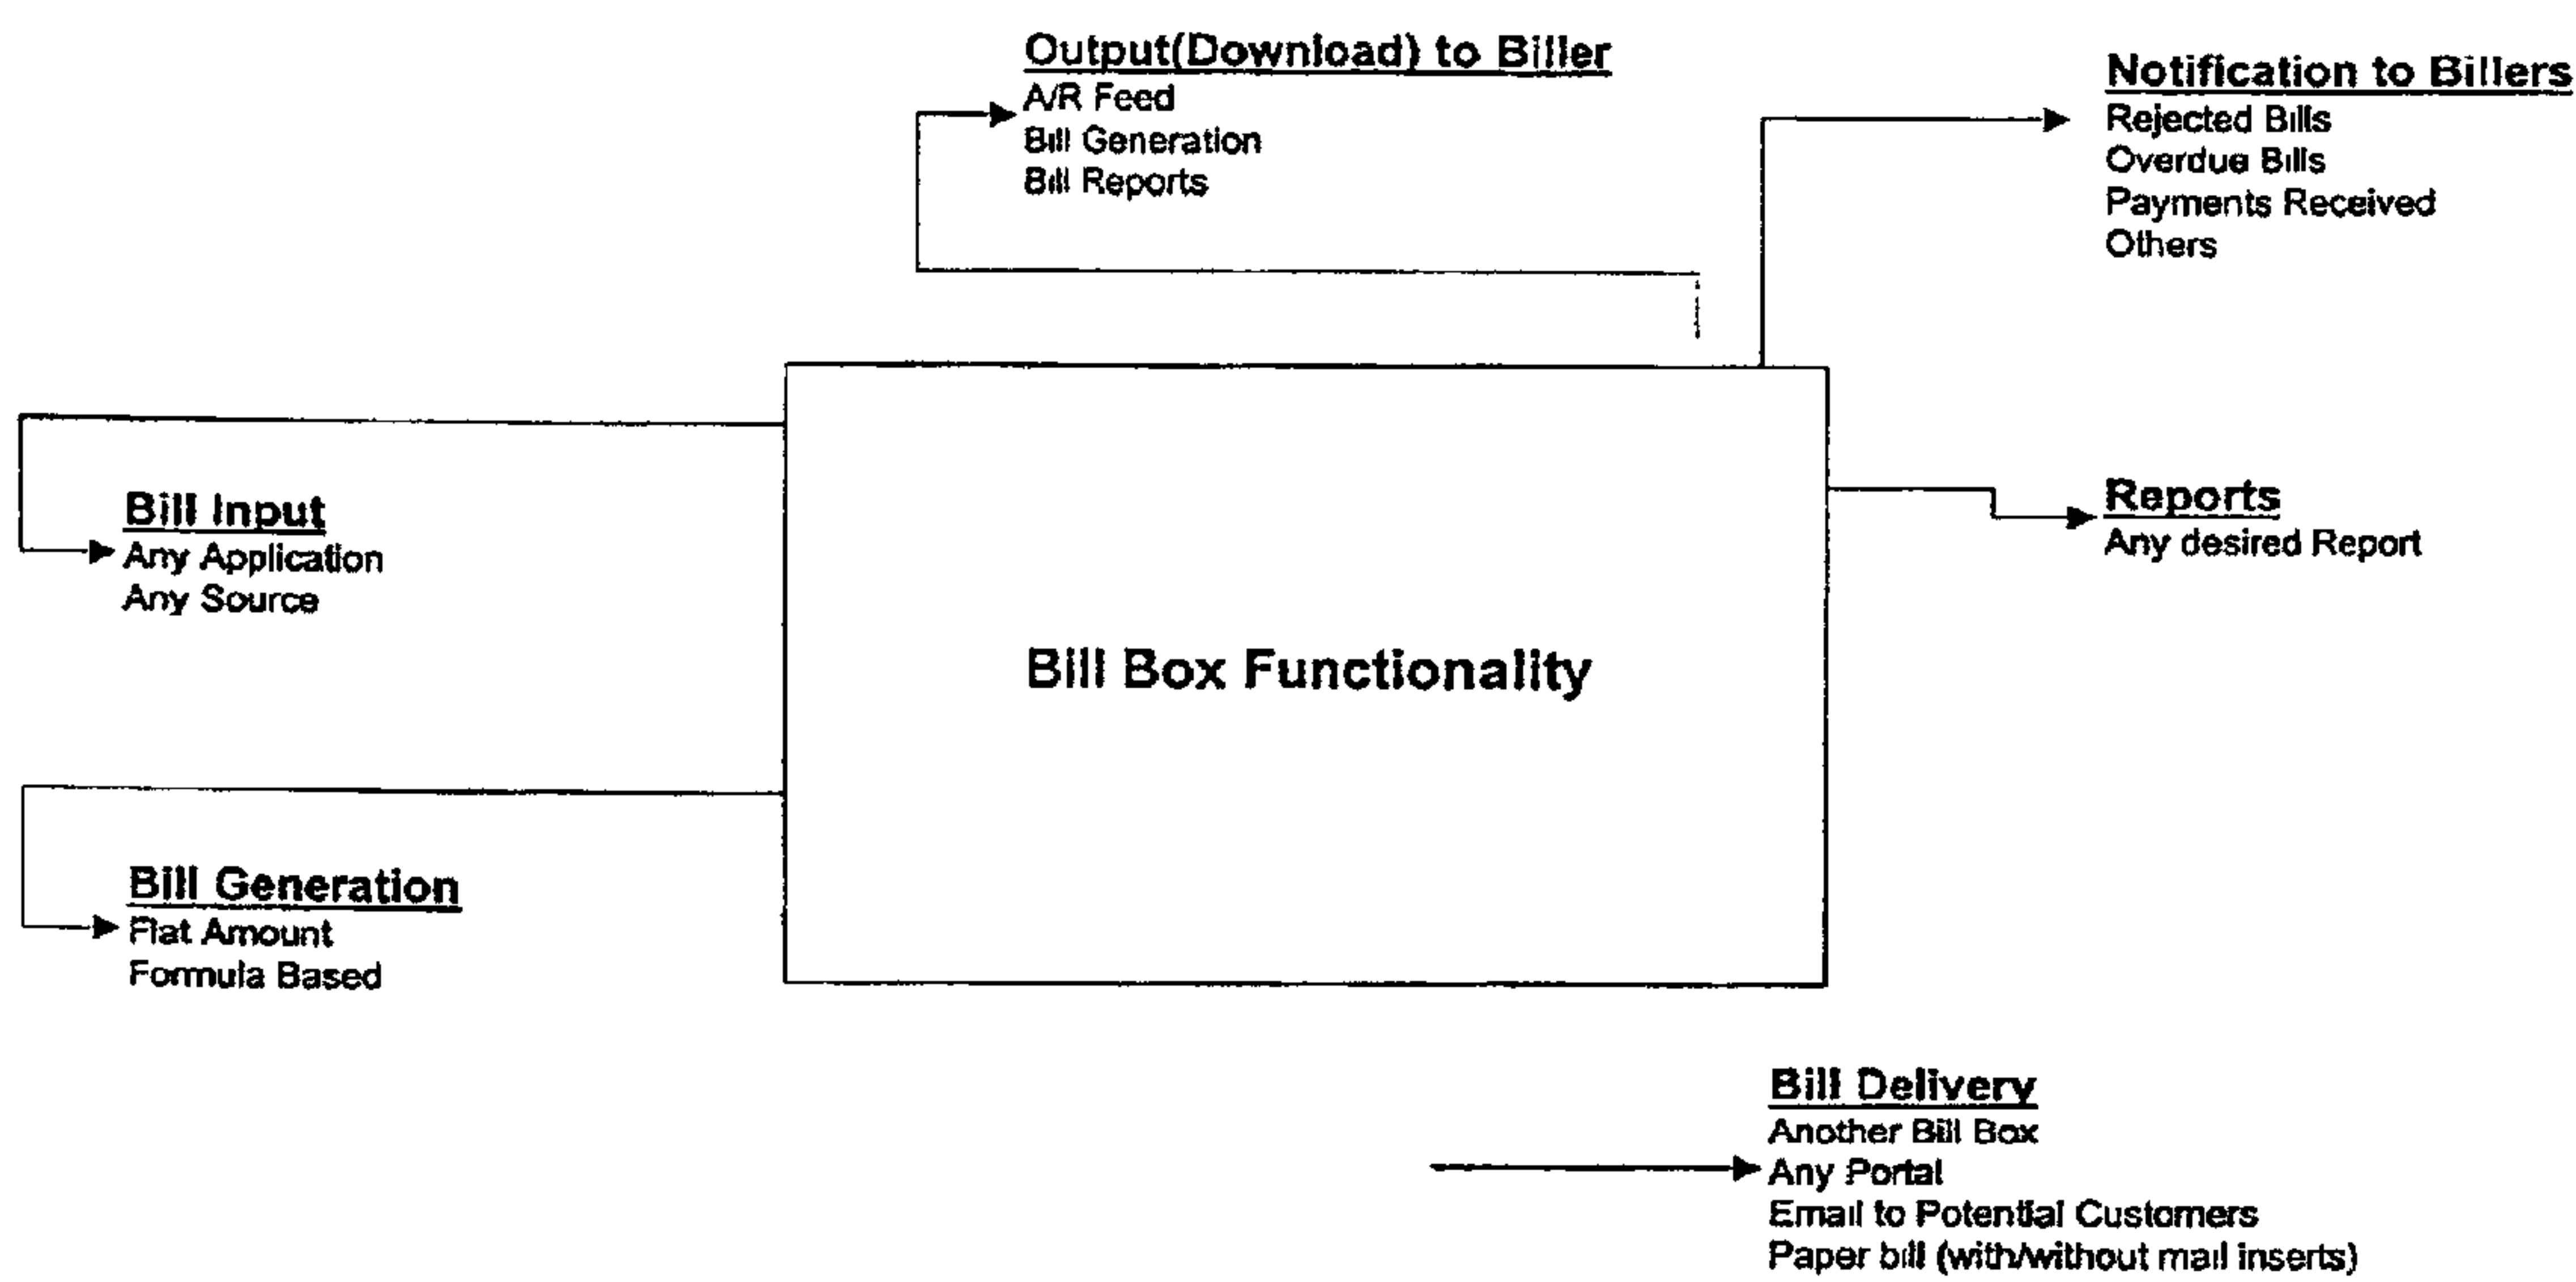 Output(Download) to Biller
A/R Feed
Bill Generation
Bill Reports
Notification to Billers
Rejected Bills
Overdue Bills
Payments Received
Others
Bill Input
Any Application
Any Source
Reports
Any desired Report
Bill Box Functionality
Bill Generation
Flat Amount
Formula Based
Bill Delivery
Another Bill Box
Any Portal
Email to Potential Customers
Paper bill (with/without mail inserts)